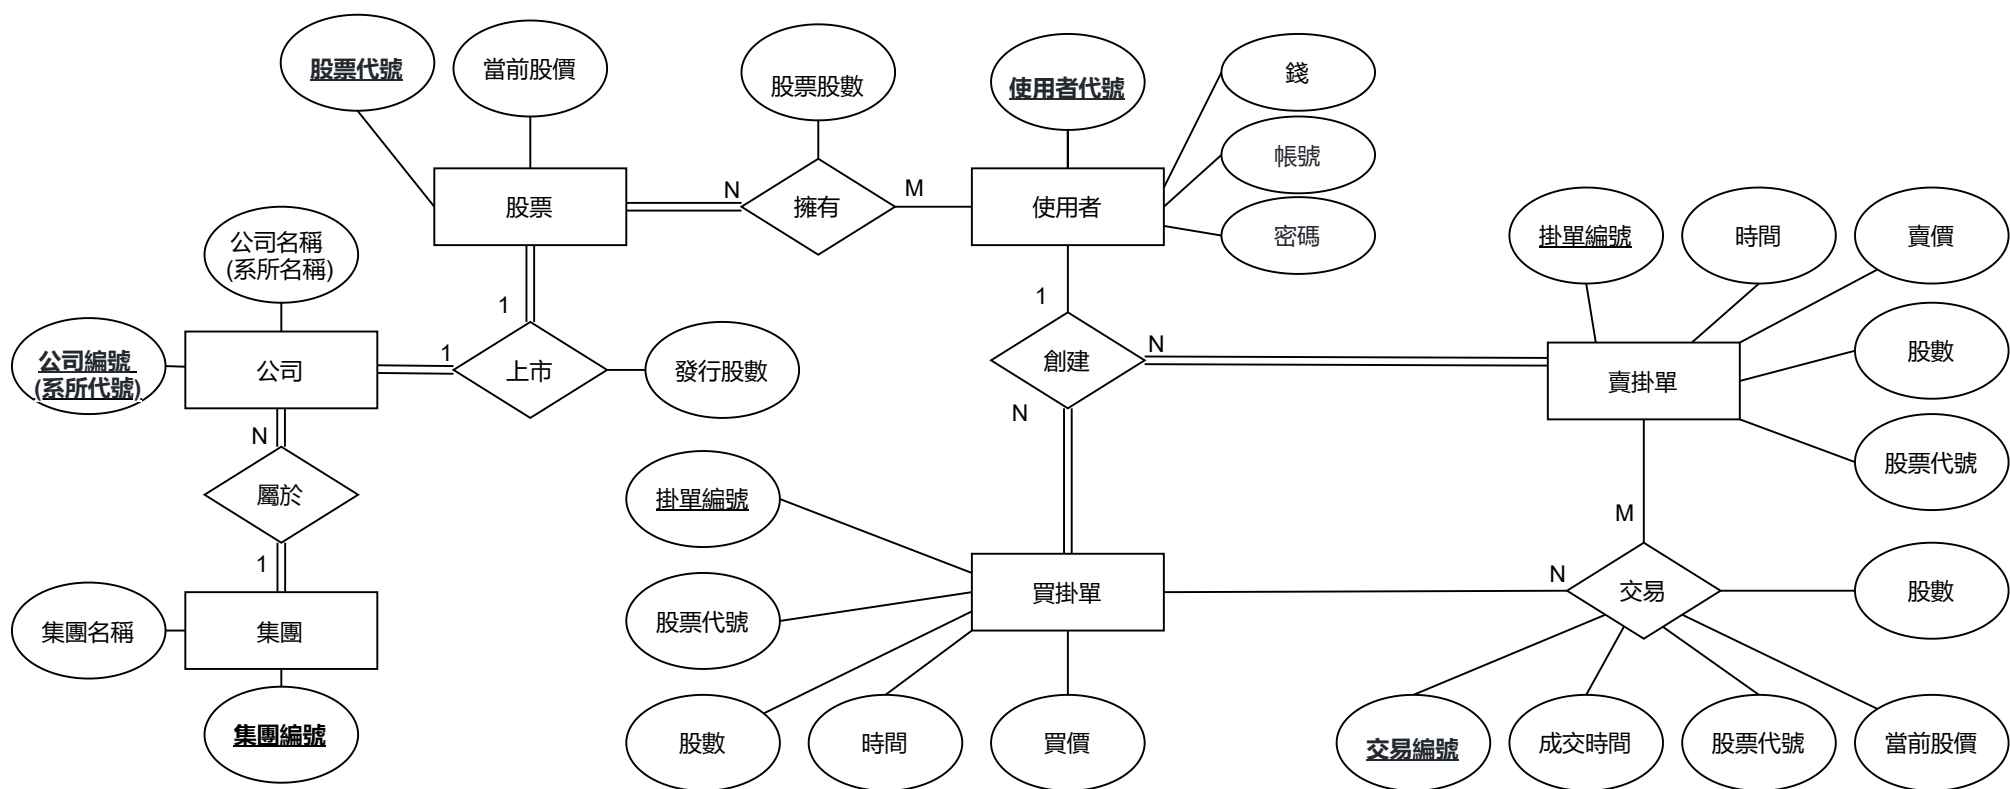 股票代號
當前股價
股票股數
使用者代號
錢
帳號
密碼
股票
N
擁有
M
使用者
掛單編號
時間
賣價
公司名稱
(系所名稱)
1
1
公司編號
(系所代號)
公司
1
上市
發行股數
創建
N
賣掛單
股數
股票代號
N
N
屬於
掛單編號
M
1
集團名稱
集團
股票代號
買掛單
N
交易
股數
集團編號
股數
時間
買價
交易編號
成交時間
股票代號
當前股價